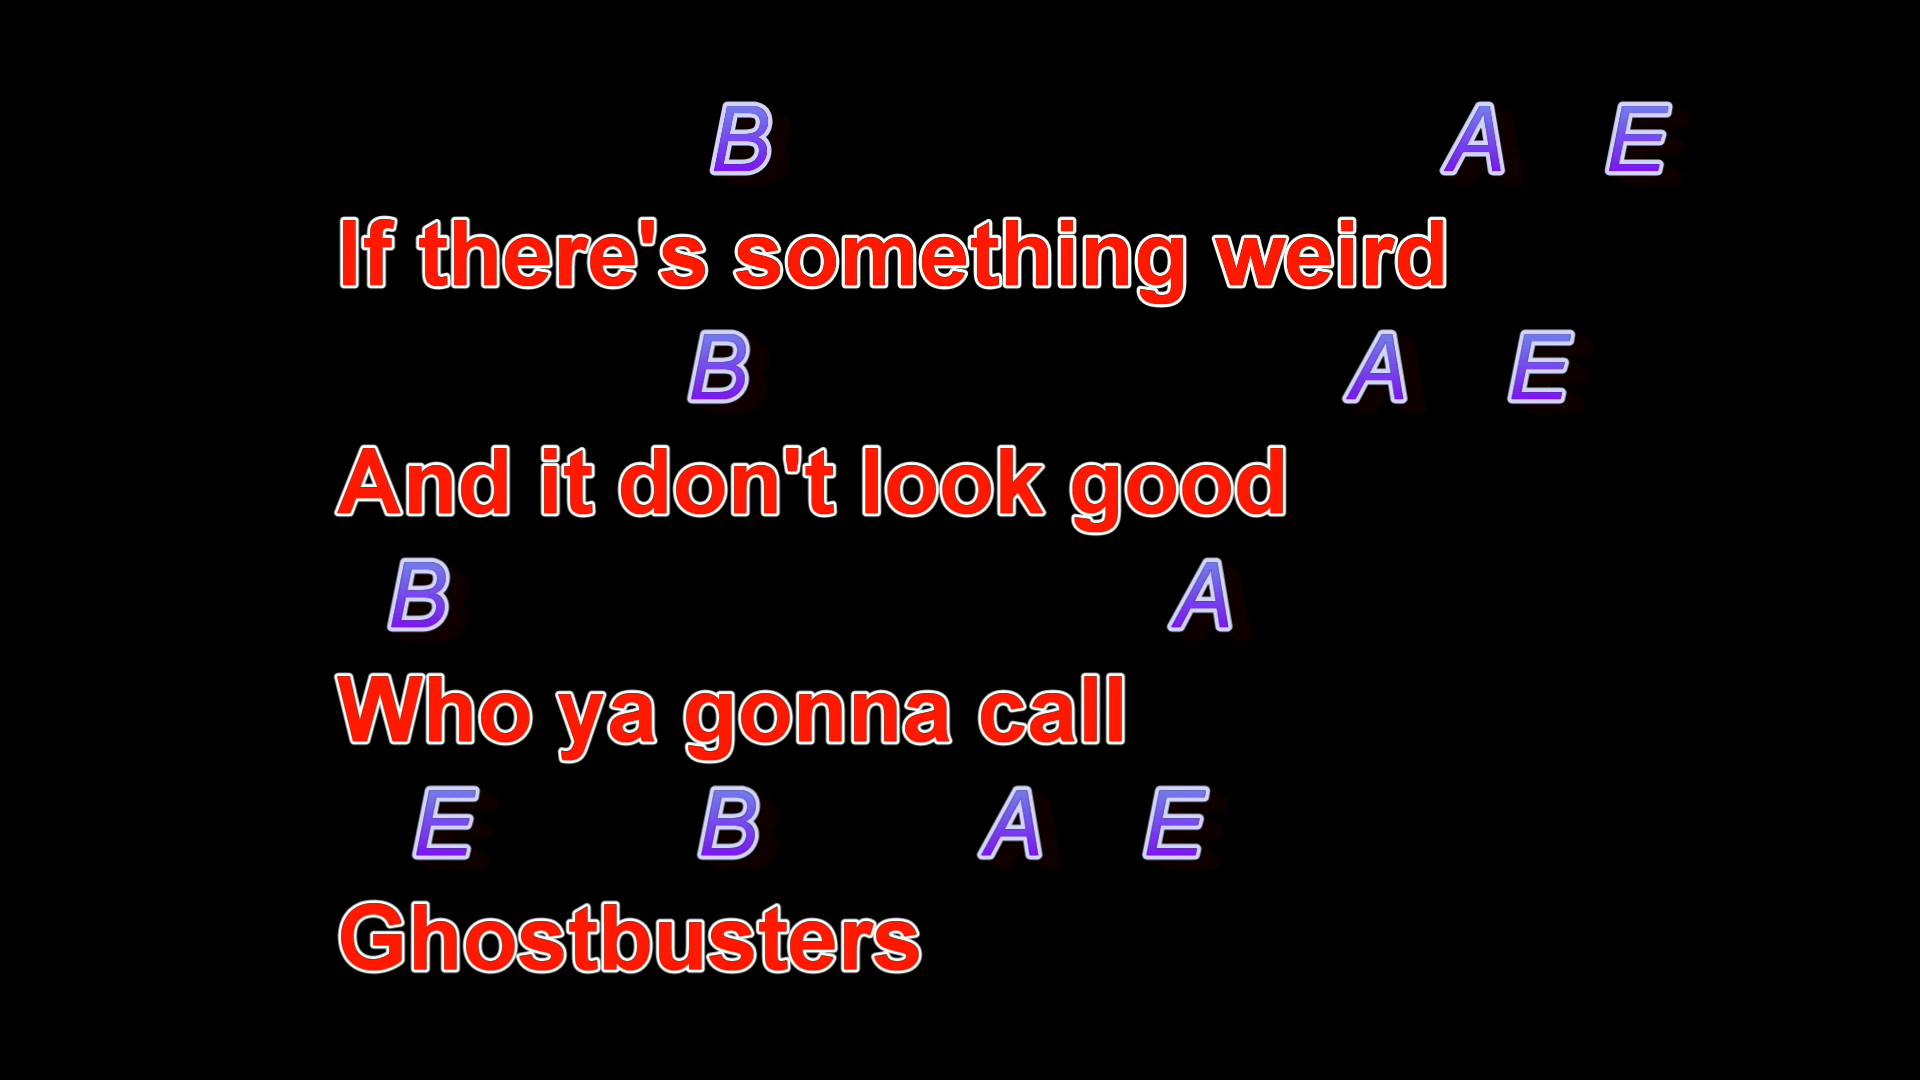 B A E
If there's something weird
B A E
And it don't look good
B A
Who ya gonna call
E B A E
Ghostbusters